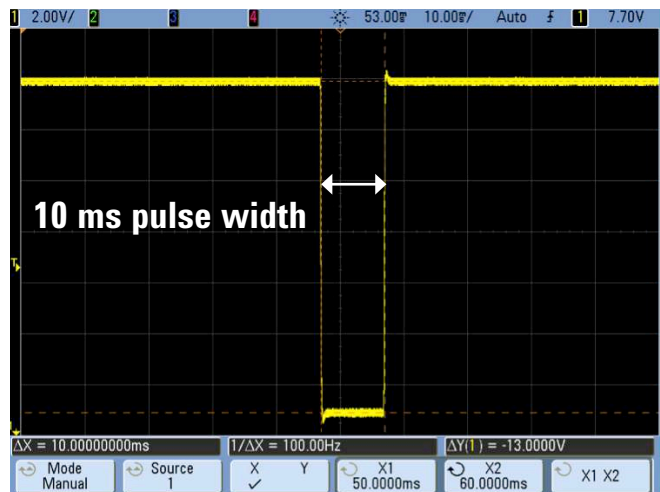 1 2.00V/ 2 3 4 53.00ms 10.00ms/ Auto 1 7.70V
10 ms pulse width
T
ΔX = 10.00000000ms 1/ΔX = 100.00Hz ΔY(1) = -13.0000V
Mode Source X Y X1 X2 X1 X2
Manual 1 ✓ 50.0000ms 60.0000ms